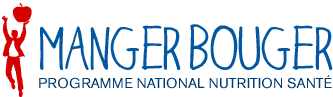 MANGER BOUGER
PROGRAMME NATIONAL NUTRITION SANTÉ